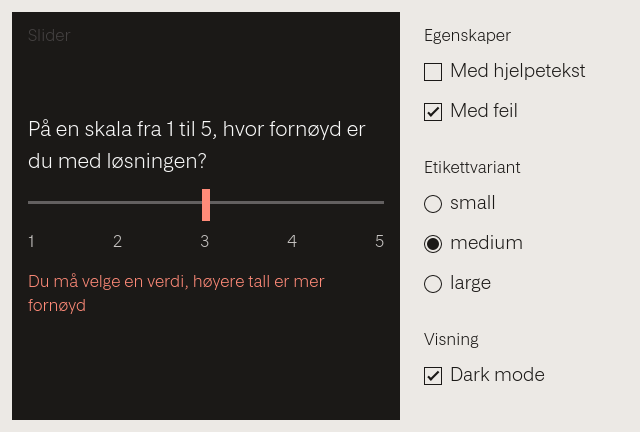 Slider
På en skala fra 1 til 5, hvor fornøyd er
du med løsningen?
1 2 3 4 5
Du må velge en verdi, høyere tall er mer
fornøyd
Egenskaper
Med hjelpetekst
Med feil
Etikettvariant
small
medium
large
Visning
Dark mode